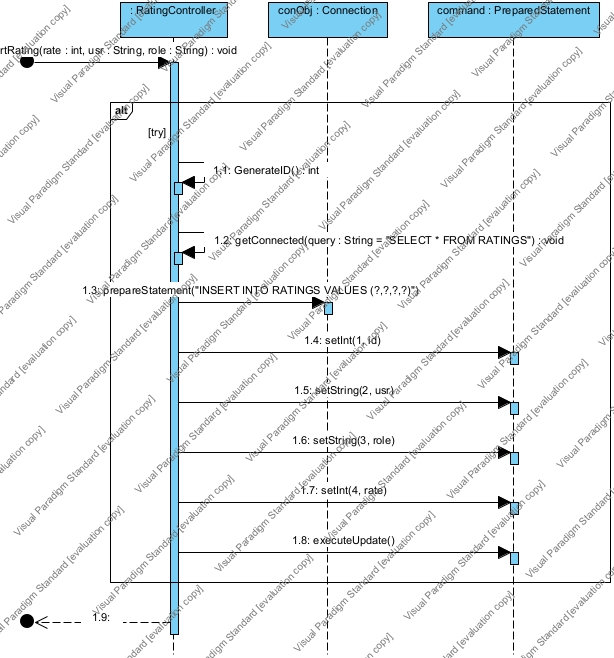 : RatingController
conObj : Connection
command : PreparedStatement
rtRating(rate : int, usr : String, role : String) : void
alt
[try]
1.1: GenerateID() : int
1.2: getConnected(query : String = "SELECT * FROM RATINGS") : void
1.3: prepareStatement("INSERT INTO RATINGS VALUES (?,?,?,?)")
1.4: setInt(1, id)
1.5: setString(2, usr)
1.6: setString(3, role)
1.7: setInt(4, rate)
1.8: executeUpdate()
1.9:
Visual Paradigm Standard [evaluation copy]